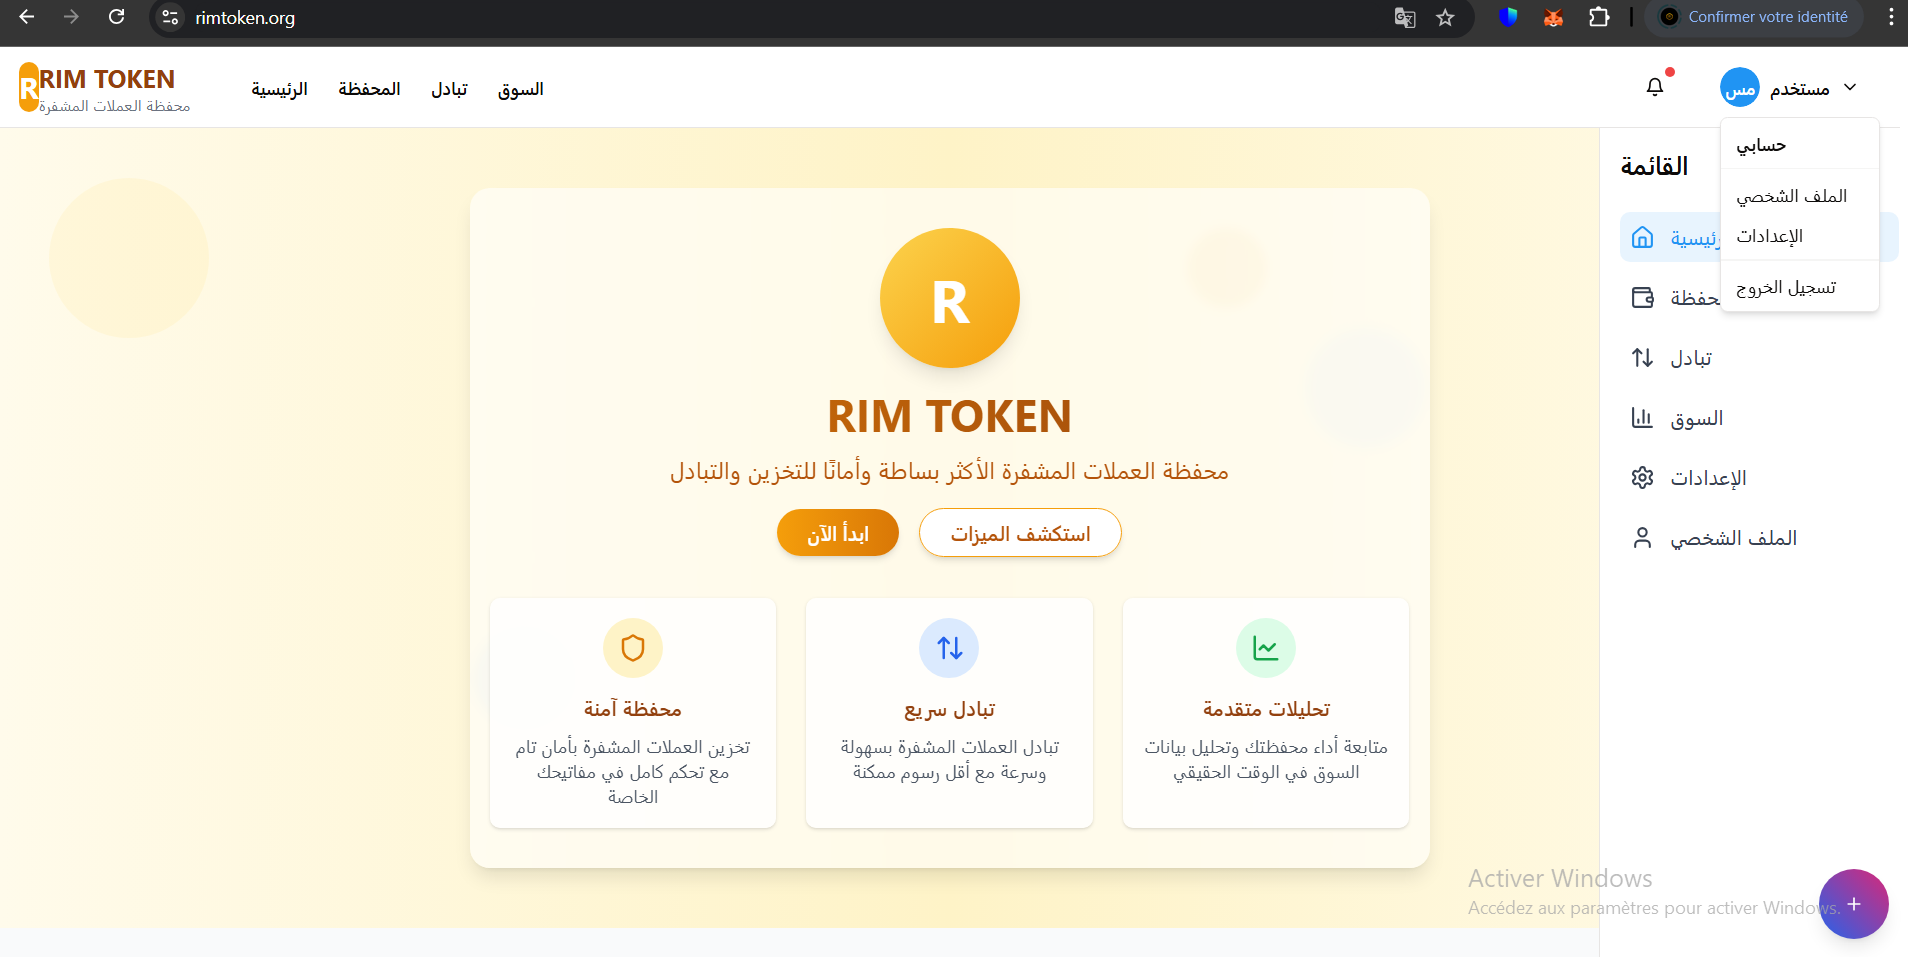 rimtoken.org
Confirmer votre identité
R
RIM TOKEN
محفظة العملات المشفرة
الرئيسية
المحفظة
تبادل
السوق
مس
مستخدم
حسابي
الملف الشخصي
الإعدادات
تسجيل الخروج
R
RIM TOKEN
محفظة العملات المشفرة الأكثر بساطة وأمانًا للتخزين والتبادل
ابدأ الآن
استكشف الميزات
محفظة آمنة
تخزين العملات المشفرة بأمان تام
مع تحكم كامل في مفاتيحك
الخاصة
تبادل سريع
تبادل العملات المشفرة بسهولة
وسرعة مع أقل رسوم ممكنة
تحليلات متقدمة
متابعة أداء محفظتك وتحليل بيانات
السوق في الوقت الحقيقي
القائمة
تبادل
السوق
الإعدادات
الملف الشخصي
Activer Windows
Accédez aux paramètres pour activer Windows.